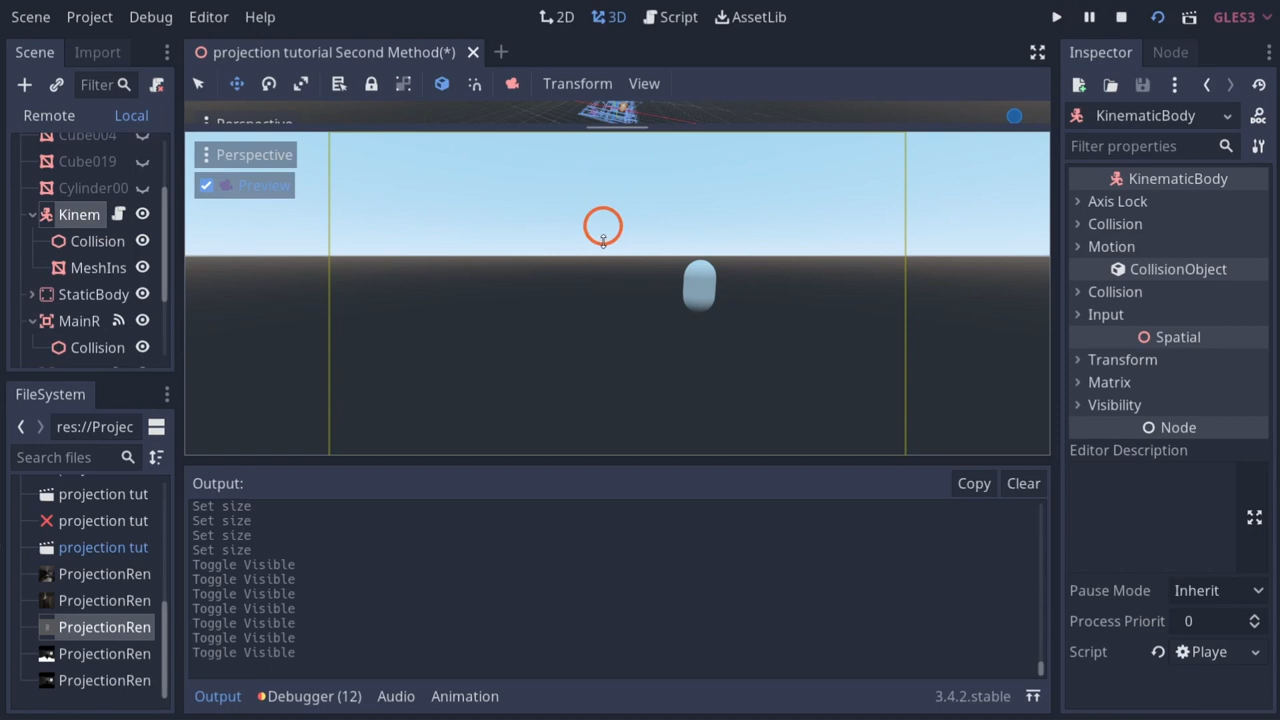 Scene Project Debug Editor Help
2D 3D Script AssetLib
GLES3
Scene Import
projection tutorial Second Method(*)
Inspector Node
Filter
Transform View
Remote Local
KinematicBody
Perspective
Filter properties
Cube004
Cube019
Cylinder00
Kinem
Collision
MeshIns
StaticBody
MainR
Collision
Perspective
Preview
KinematicBody
Axis Lock
Collision
Motion
CollisionObject
Collision
Input
Spatial
Transform
Matrix
Visibility
Node
Editor Description
Pause Mode Inherit
Process Priorit 0
Script Playe
FileSystem
res://Projec
Search files
projection tut
projection tut
projection tut
ProjectionRen
ProjectionRen
ProjectionRen
ProjectionRen
ProjectionRen
Output: Copy Clear
Set size
Set size
Set size
Set size
Toggle Visible
Toggle Visible
Toggle Visible
Toggle Visible
Toggle Visible
Toggle Visible
Toggle Visible
Output Debugger (12) Audio Animation 3.4.2.stable